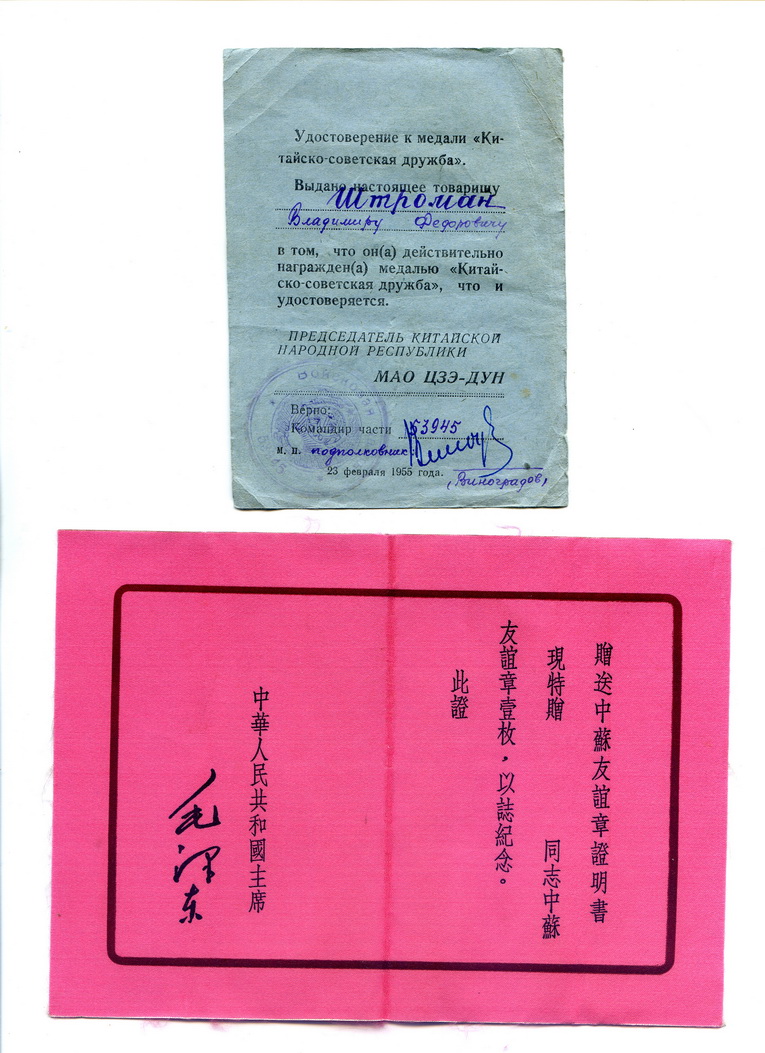 Удостоверение к медали «Ки-
тайско-советская дружба».
Выдано настоящее товарищу
Штроман
Владимиру Федоровичу
в том, что он(а) действительно
награжден(а) медалью «Китай-
ско-советская дружба», что и
удостоверяется.
ПРЕДСЕДАТЕЛЬ КИТАЙСКОЙ
НАРОДНОЙ РЕСПУБЛИКИ
МАО ЦЗЭ-ДУН
Верно:
Командир части 53945
м. п. подполковник
23 февраля 1955 года.
(Виноградов)
贈送中蘇友誼章證明書
現特贈 同志中蘇
友誼章壹枚，以誌紀念。
此證
中華人民共和國主席
毛澤东